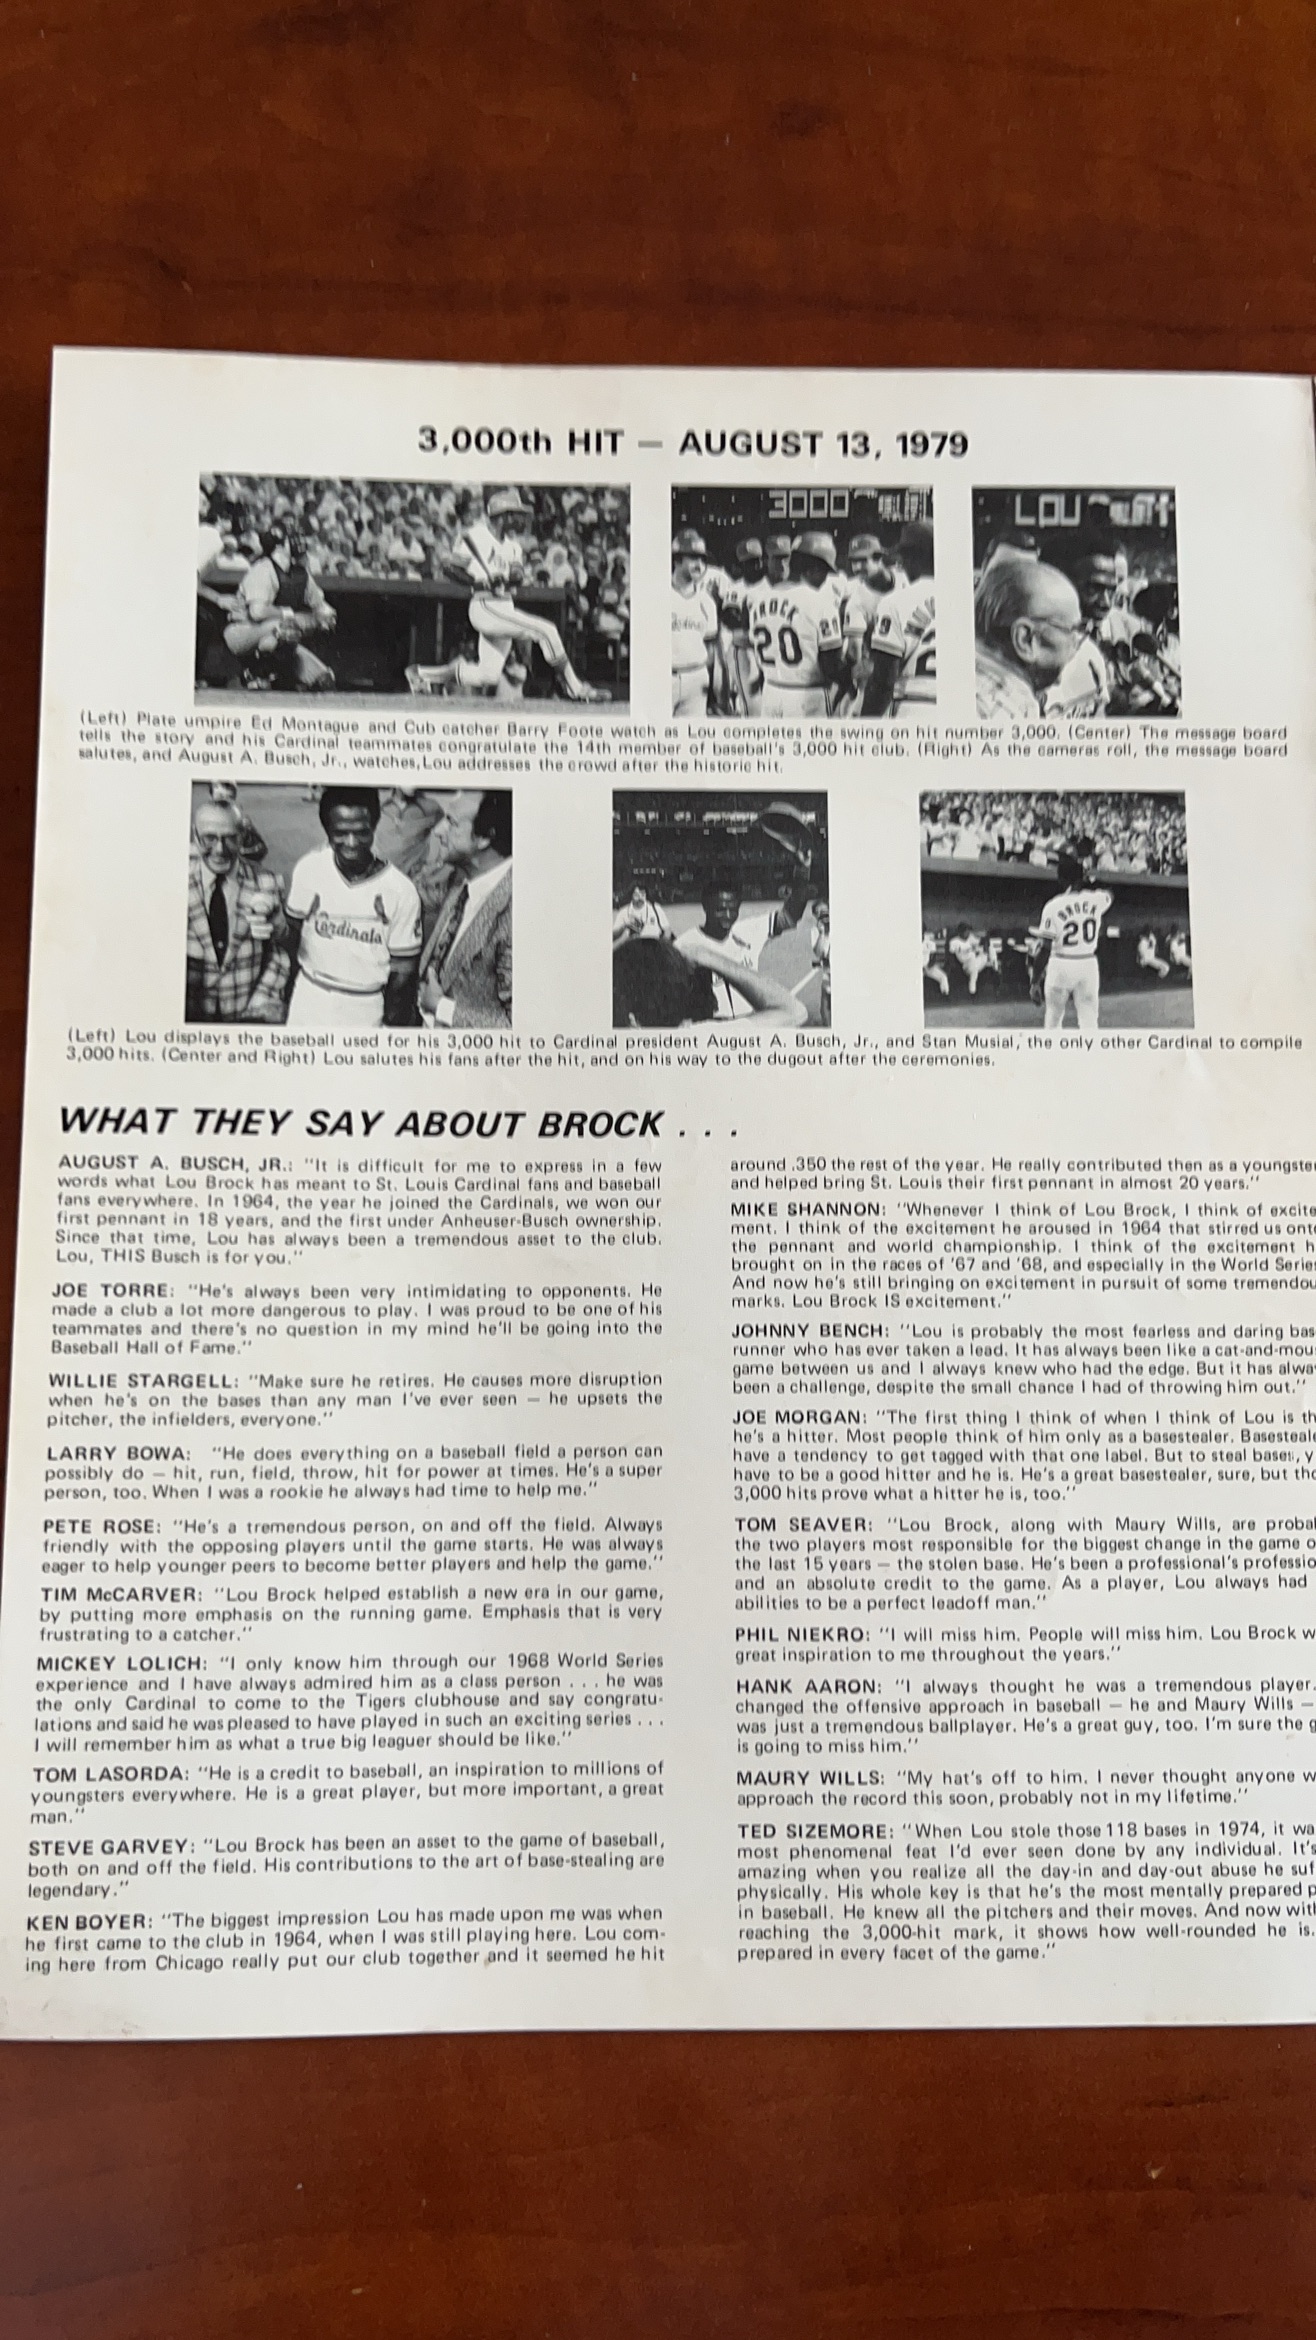 3,000th HIT — AUGUST 13, 1979
3000
LOU
BROCK
20
Cardinals
BROCK
20
(Left) Plate umpire Ed Montague and Cub catcher Barry Foote watch as Lou completes the swing on hit number 3,000. (Center) The message board
tells the story and his Cardinal teammates congratulate the 14th member of baseball's 3,000 hit club. (Right) As the cameras roll, the message board
salutes, and August A. Busch, Jr., watches,Lou addresses the crowd after the historic hit.
(Left) Lou displays the baseball used for his 3,000 hit to Cardinal president August A. Busch, Jr., and Stan Musial, the only other Cardinal to compile
3,000 hits. (Center and Right) Lou salutes his fans after the hit, and on his way to the dugout after the ceremonies.
WHAT THEY SAY ABOUT BROCK . . .
AUGUST A. BUSCH, JR.: "It is difficult for me to express in a few
words what Lou Brock has meant to St. Louis Cardinal fans and baseball
fans everywhere. In 1964, the year he joined the Cardinals, we won our
first pennant in 18 years, and the first under Anheuser-Busch ownership.
Since that time, Lou has always been a tremendous asset to the club.
Lou, THIS Busch is for you."
JOE TORRE: "He's always been very intimidating to opponents. He
made a club a lot more dangerous to play. I was proud to be one of his
teammates and there's no question in my mind he'll be going into the
Baseball Hall of Fame."
WILLIE STARGELL: "Make sure he retires. He causes more disruption
when he's on the bases than any man I've ever seen — he upsets the
pitcher, the infielders, everyone."
LARRY BOWA: "He does everything on a baseball field a person can
possibly do — hit, run, field, throw, hit for power at times. He's a super
person, too. When I was a rookie he always had time to help me."
PETE ROSE: "He's a tremendous person, on and off the field. Always
friendly with the opposing players until the game starts. He was always
eager to help younger peers to become better players and help the game."
TIM McCARVER: "Lou Brock helped establish a new era in our game,
by putting more emphasis on the running game. Emphasis that is very
frustrating to a catcher."
MICKEY LOLICH: "I only know him through our 1968 World Series
experience and I have always admired him as a class person . . . he was
the only Cardinal to come to the Tigers clubhouse and say congratu-
lations and said he was pleased to have played in such an exciting series . . .
I will remember him as what a true big leaguer should be like."
TOM LASORDA: "He is a credit to baseball, an inspiration to millions of
youngsters everywhere. He is a great player, but more important, a great
man."
STEVE GARVEY: "Lou Brock has been an asset to the game of baseball,
both on and off the field. His contributions to the art of base-stealing are
legendary."
KEN BOYER: "The biggest impression Lou has made upon me was when
he first came to the club in 1964, when I was still playing here. Lou com-
ing here from Chicago really put our club together and it seemed he hit
around .350 the rest of the year. He really contributed then as a youngste
and helped bring St. Louis their first pennant in almost 20 years."
MIKE SHANNON: "Whenever I think of Lou Brock, I think of excite
ment. I think of the excitement he aroused in 1964 that stirred us ont
the pennant and world championship. I think of the excitement h
brought on in the races of '67 and '68, and especially in the World Serie
And now he's still bringing on excitement in pursuit of some tremendou
marks. Lou Brock IS excitement."
JOHNNY BENCH: "Lou is probably the most fearless and daring bas
runner who has ever taken a lead. It has always been like a cat-and-mou
game between us and I always knew who had the edge. But it has alwa
been a challenge, despite the small chance I had of throwing him out."
JOE MORGAN: "The first thing I think of when I think of Lou is th
he's a hitter. Most people think of him only as a basestealer. Basesteale
have a tendency to get tagged with that one label. But to steal bases, y
have to be a good hitter and he is. He's a great basestealer, sure, but tho
3,000 hits prove what a hitter he is, too."
TOM SEAVER: "Lou Brock, along with Maury Wills, are probal
the two players most responsible for the biggest change in the game o
the last 15 years — the stolen base. He's been a professional's professio
and an absolute credit to the game. As a player, Lou always had
abilities to be a perfect leadoff man."
PHIL NIEKRO: "I will miss him. People will miss him. Lou Brock w
great inspiration to me throughout the years."
HANK AARON: "I always thought he was a tremendous player.
changed the offensive approach in baseball — he and Maury Wills —
was just a tremendous ballplayer. He's a great guy, too. I'm sure the g
is going to miss him."
MAURY WILLS: "My hat's off to him. I never thought anyone w
approach the record this soon, probably not in my lifetime."
TED SIZEMORE: "When Lou stole those 118 bases in 1974, it wa
most phenomenal feat I'd ever seen done by any individual. It's
amazing when you realize all the day-in and day-out abuse he suf
physically. His whole key is that he's the most mentally prepared p
in baseball. He knew all the pitchers and their moves. And now wit
reaching the 3,000-hit mark, it shows how well-rounded he is.
prepared in every facet of the game."